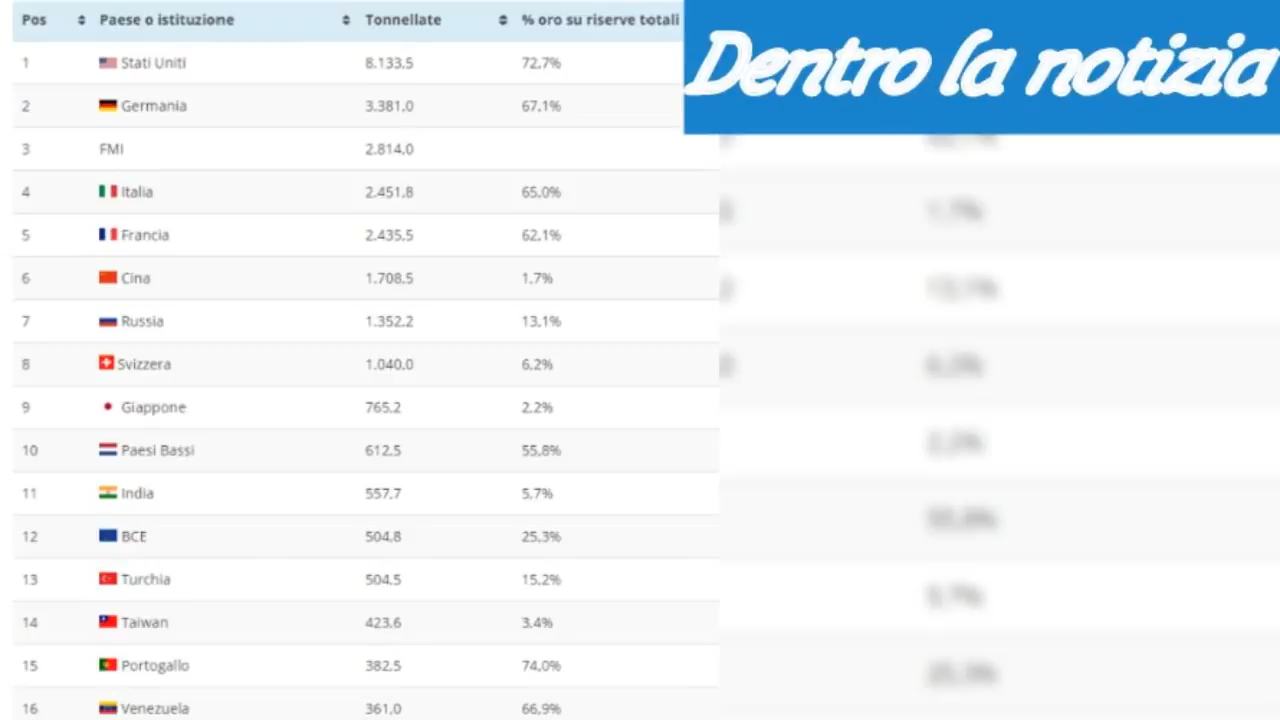 Pos Paese o istituzione Tonnellate % oro su riserve totali
Dentro la notizia
1 Stati Uniti 8.133,5 72,7%
2 Germania 3.381,0 67,1%
3 FMI 2.814,0
4 Italia 2.451,8 65,0%
5 Francia 2.435,5 62,1%
6 Cina 1.708,5 1,7%
7 Russia 1.352,2 13,1%
8 Svizzera 1.040,0 6,2%
9 Giappone 765,2 2,2%
10 Paesi Bassi 612,5 55,8%
11 India 557,7 5,7%
12 BCE 504,8 25,3%
13 Turchia 504,5 15,2%
14 Taiwan 423,6 3,4%
15 Portogallo 382,5 74,0%
16 Venezuela 361,0 66,9%